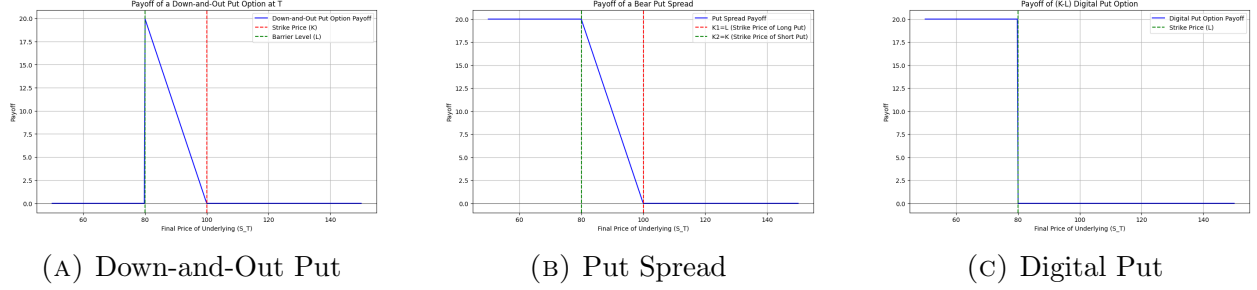 Payoff of a Down-and-Out Put Option at T
20.0
17.5
15.0
12.5
10.0
7.5
5.0
2.5
0.0
Payoff
Down-and-Out Put Option Payoff
Strike Price (K)
Barrier Level (L)
60
80
100
120
140
Final Price of Underlying (S_T)
(A) Down-and-Out Put
Payoff of a Bear Put Spread
20.0
17.5
15.0
12.5
10.0
7.5
5.0
2.5
0.0
Payoff
Put Spread Payoff
K1=L (Strike Price of Long Put)
K2=K (Strike Price of Short Put)
60
80
100
120
140
Final Price of Underlying (S_T)
(B) Put Spread
Payoff of (K-L) Digital Put Option
20.0
17.5
15.0
12.5
10.0
7.5
5.0
2.5
0.0
Payoff
Digital Put Option Payoff
Strike Price (L)
60
80
100
120
140
Final Price of Underlying (S_T)
(C) Digital Put